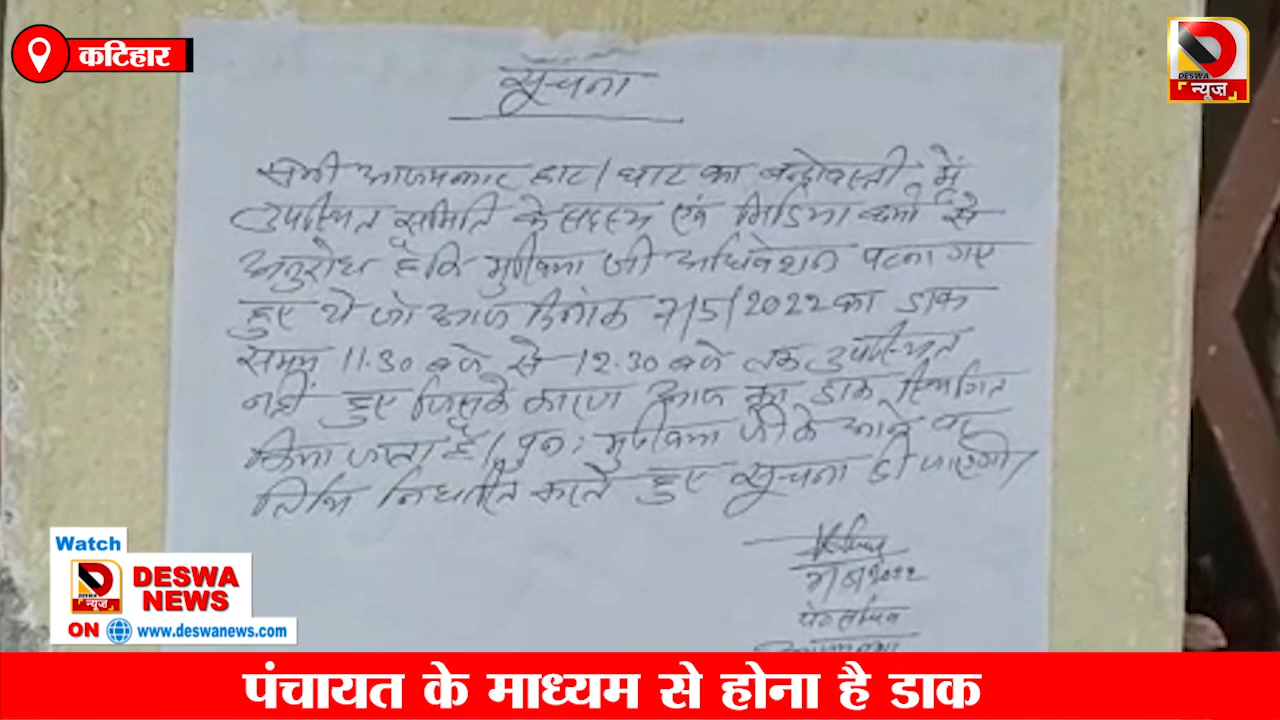 कटिहार
DESWA
न्यूज़
सूचना
सभी आजमनगर हाट/घाट का बन्दोवस्ती में
उपस्थित समिति के सदस्य एवं मिडिया कर्मी से
अनुरोध है कि मुखिया जी अधिवेशन पटना गए
हुए थे जो आज दिनांक 7/5/2022 का डाक
समय 11.30 बजे से 12.30 बजे तक उपस्थित
नहीं हुए जिसके कारण आज का डाक स्थगित
किया जाता है/ पुनः मुखिया जी के आने पर
तिथि निर्धारित करते हुए सूचना दी जाएगी/
7/5/2022
Watch
न्यूज़
DESWA
NEWS
ON www.deswanews.com
पंचायत के माध्यम से होना है डाक